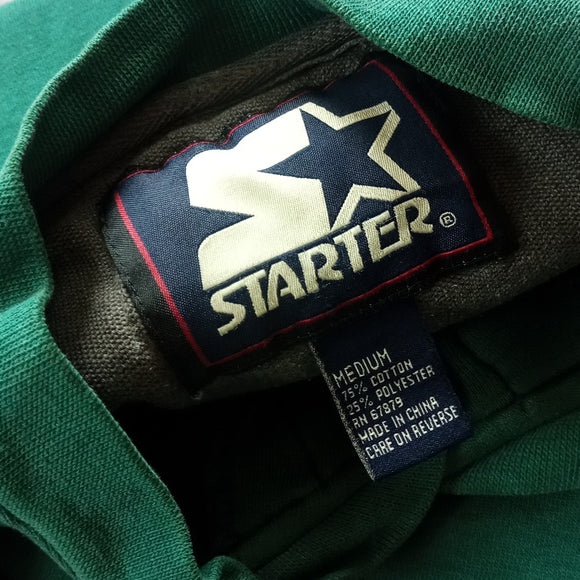 STARTER®
MEDIUM
75% COTTON
25% POLYESTER
RN 67879
MADE IN CHINA
CARE ON REVERSE